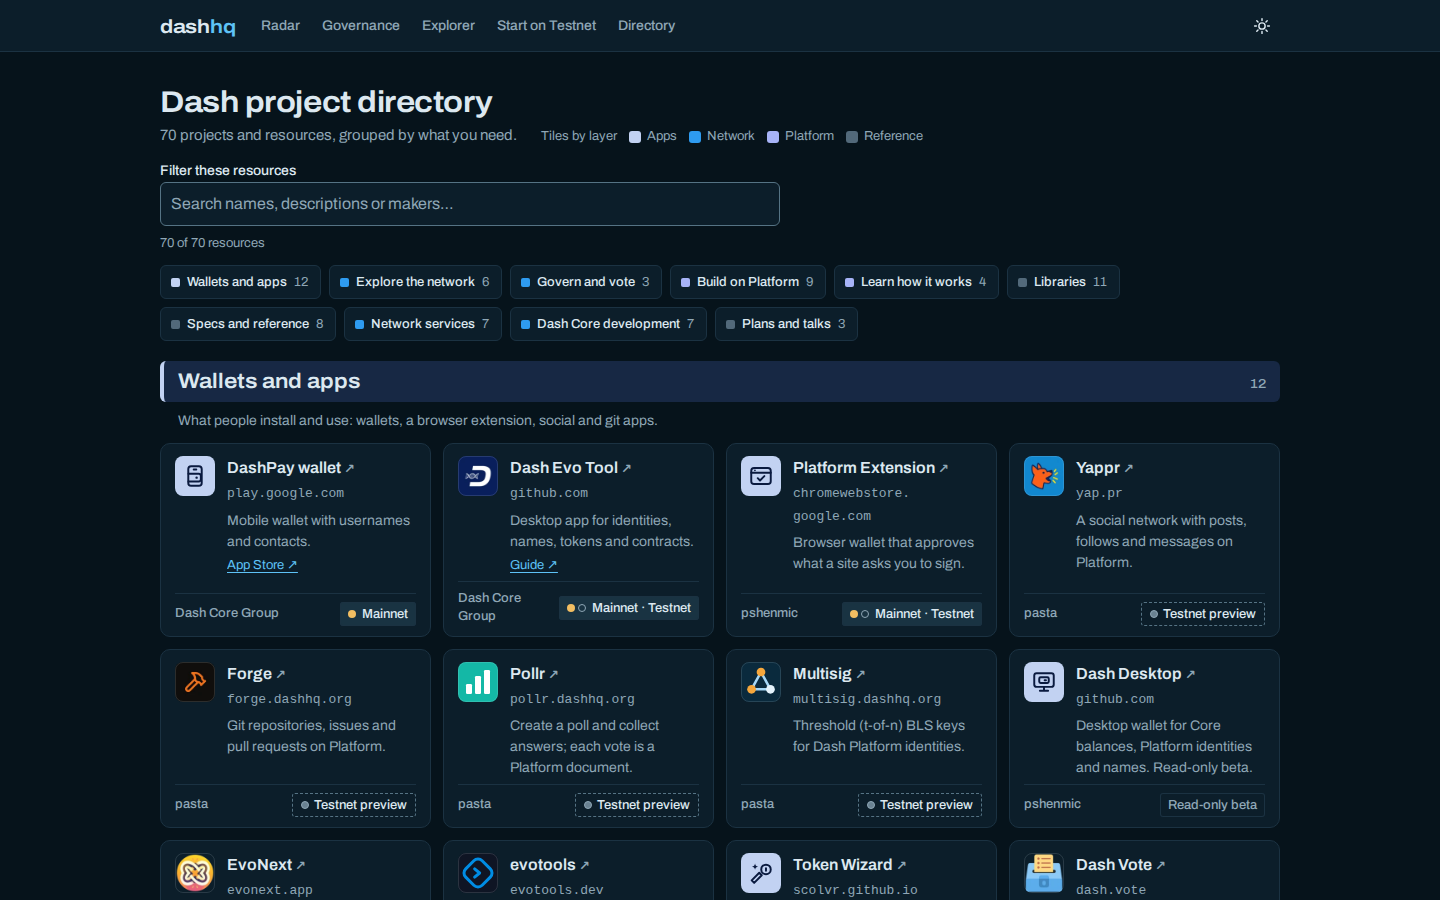 dashhq Radar Governance Explorer Start on Testnet Directory
Dash project directory
70 projects and resources, grouped by what you need. Tiles by layer Apps Network Platform Reference
Filter these resources
Search names, descriptions or makers...
70 of 70 resources
Wallets and apps 12 Explore the network 6 Govern and vote 3 Build on Platform 9 Learn how it works 4 Libraries 11
Specs and reference 8 Network services 7 Dash Core development 7 Plans and talks 3
Wallets and apps 12
What people install and use: wallets, a browser extension, social and git apps.
DashPay wallet ↗
play.google.com
Mobile wallet with usernames
and contacts.
App Store ↗
Dash Core Group Mainnet
Dash Evo Tool ↗
github.com
Desktop app for identities,
names, tokens and contracts.
Guide ↗
Dash Core
Group Mainnet · Testnet
Platform Extension ↗
chromewebstore.
google.com
Browser wallet that approves
what a site asks you to sign.
pshenmic Mainnet · Testnet
Yappr ↗
yap.pr
A social network with posts,
follows and messages on
Platform.
pasta Testnet preview
Forge ↗
forge.dashhq.org
Git repositories, issues and
pull requests on Platform.
pasta Testnet preview
Pollr ↗
pollr.dashhq.org
Create a poll and collect
answers; each vote is a
Platform document.
pasta Testnet preview
Multisig ↗
multisig.dashhq.org
Threshold (t-of-n) BLS keys
for Dash Platform identities.
pasta Testnet preview
Dash Desktop ↗
github.com
Desktop wallet for Core
balances, Platform identities
and names. Read-only beta.
pshenmic Read-only beta
EvoNext ↗
evonext.app
evotools ↗
evotools.dev
Token Wizard ↗
scolvr.github.io
Dash Vote ↗
dash.vote